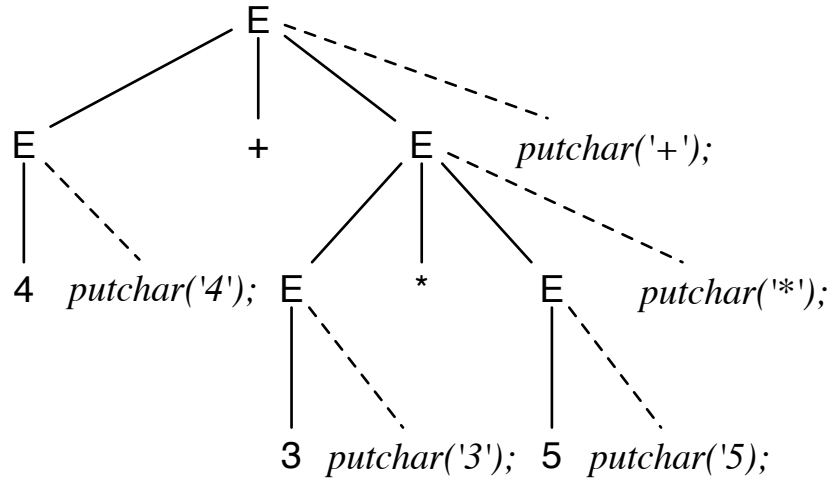 E
E + E putchar('+');
4 putchar('4'); E * E putchar('*');
3 putchar('3'); 5 putchar('5);